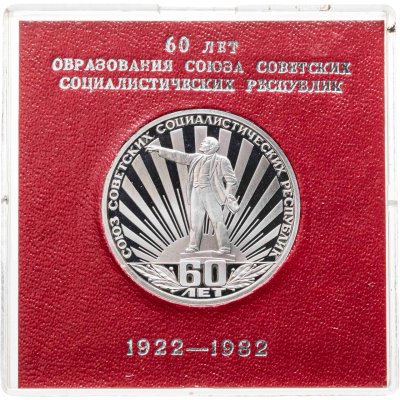 60 ЛЕТ
ОБРАЗОВАНИЯ СОЮЗА СОВЕТСКИХ
СОЦИАЛИСТИЧЕСКИХ РЕСПУБЛИК
СОЮЗ СОВЕТСКИХ СОЦИАЛИСТИЧЕСКИХ РЕСПУБЛИК
60
ЛЕТ
1922—1982